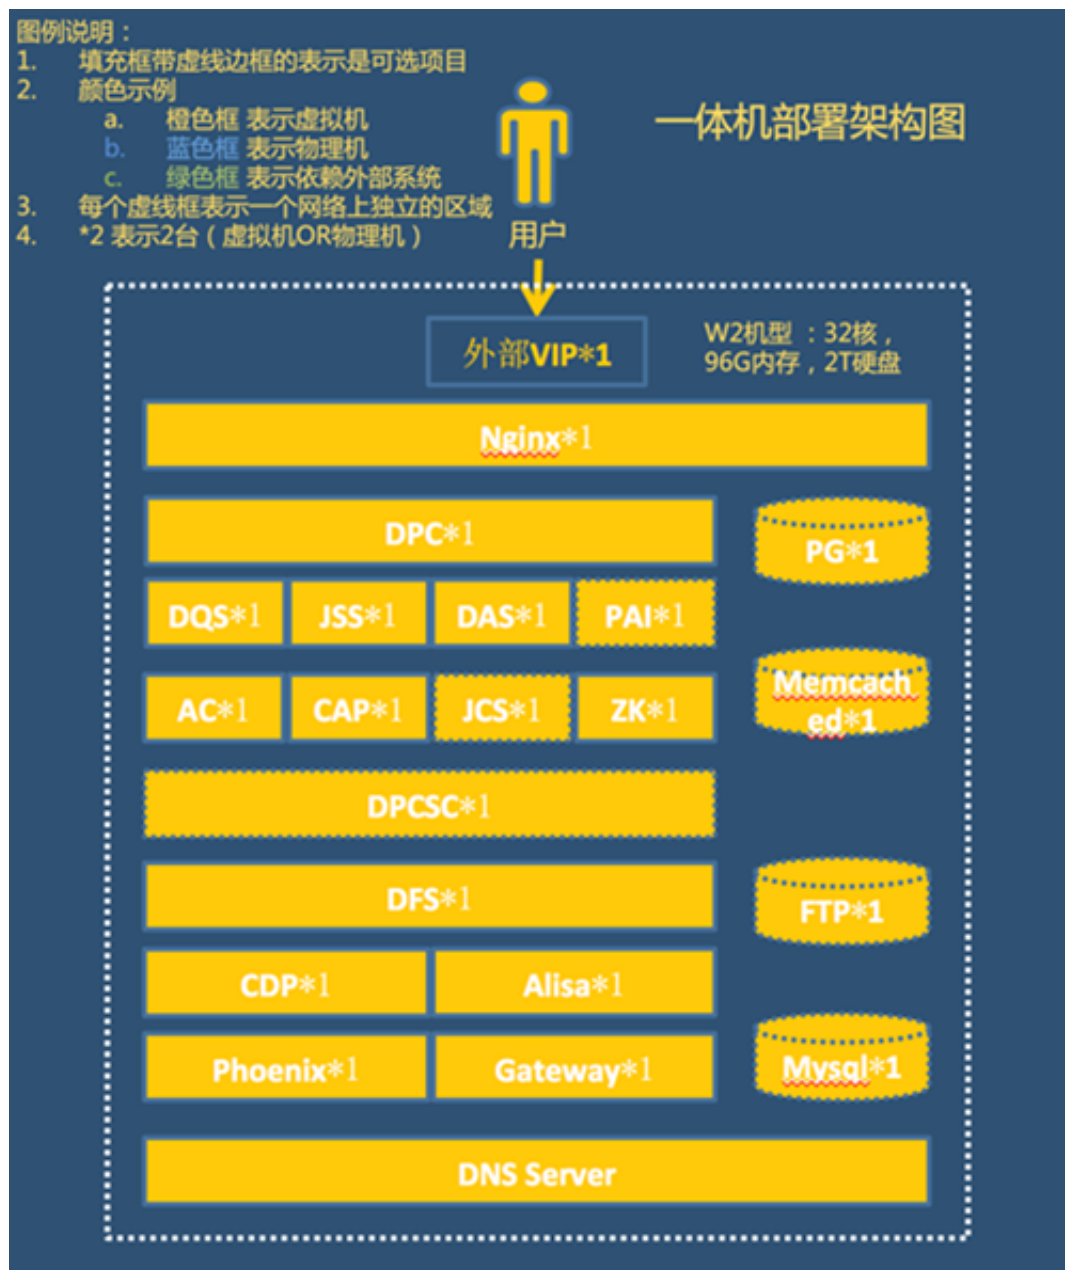 图例说明：
1. 填充框带虚线边框的表示是可选项目
2. 颜色示例
a. 橙色框 表示虚拟机
b. 蓝色框 表示物理机
c. 绿色框 表示依赖外部系统
3. 每个虚线框表示一个网络上独立的区域
4. *2 表示2台（虚拟机OR物理机）
一体机部署架构图
用户
外部VIP*1
W2机型 ：32核，
96G内存，2T硬盘
Nginx*1
DPC*1
PG*1
DQS*1
JSS*1
DAS*1
PAI*1
Memcach
ed*1
AC*1
CAP*1
JCS*1
ZK*1
DPCSC*1
DFS*1
FTP*1
CDP*1
Alisa*1
Phoenix*1
Gateway*1
Mysql*1
DNS Server